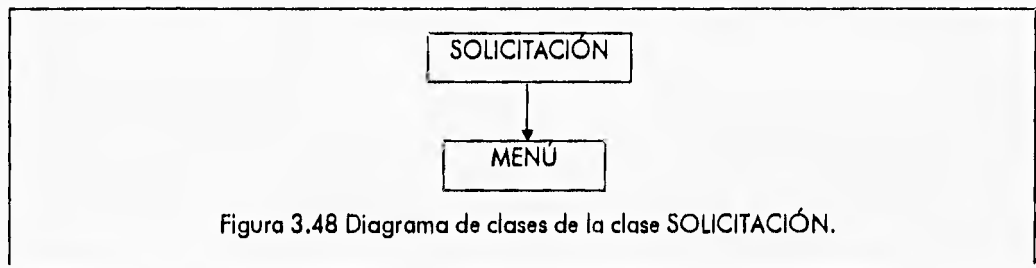 SOLICITACIÓN
MENÚ
Figura 3.48 Diagrama de clases de la clase SOLICITACIÓN.